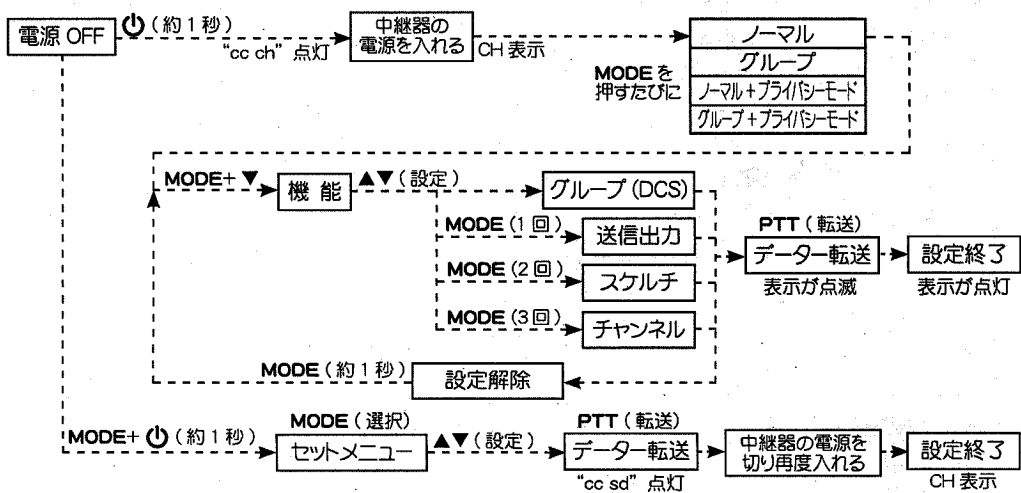 電源 OFF
⏻(約1秒)
"cc ch" 点灯
中継器の
電源を入れる
CH 表示
MODE を
押すたびに
ノーマル
グループ
ノーマル+プライバシーモード
グループ+プライバシーモード
MODE+ ▼
機 能
▲▼(設定)
グループ (DCS)
MODE (1回)
送信出力
MODE (2回)
スケルチ
MODE (3回)
チャンネル
PTT (転送)
データー転送
表示が点滅
設定終了
表示が点灯
MODE (約1秒)
設定解除
MODE+ ⏻ (約1秒)
MODE (選択)
セットメニュー
▲▼(設定)
PTT (転送)
データー転送
"cc sd" 点灯
中継器の電源を
切り再度入れる
設定終了
CH 表示